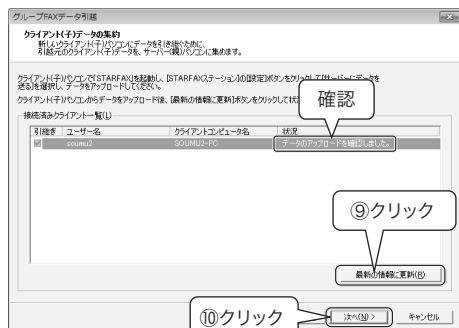 グループFAXデータ引越
クライアント(子)データの集約
新しいクライアント(子)パソコンにデータを引き継ぐために、
引越元のクライアント(子)データを、サーバー(親)パソコンに集めます。
クライアント(子)パソコンで「STARFAX」を起動し、[STARFAXステーション]の[設定]ボタンをクリックして[サーバーにデータを
送る]を選択し、データをアップロードしてください。
クライアント(子)パソコンからデータをアップロード後、[最新の情報に更新]ボタンをクリックして状
確認
接続済みクライアント一覧(L)
引継ぎ ユーザー名 クライアントコンピュータ名 状況
soumu2 SOUMU2-PC データのアップロードを確認しました。
⑨クリック
最新の情報に更新(R)
⑩クリック
次へ(N) >
キャンセル